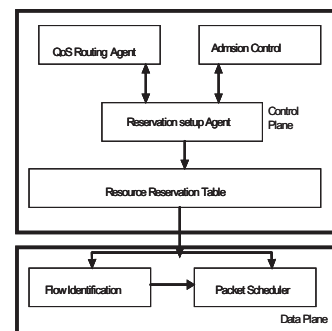 QoS Routing Agent
Admsion Control
Reservation setup Agent
Control
Plane
Resource Reservation Table
Flow Identification
Packet Scheduler
Data Plane